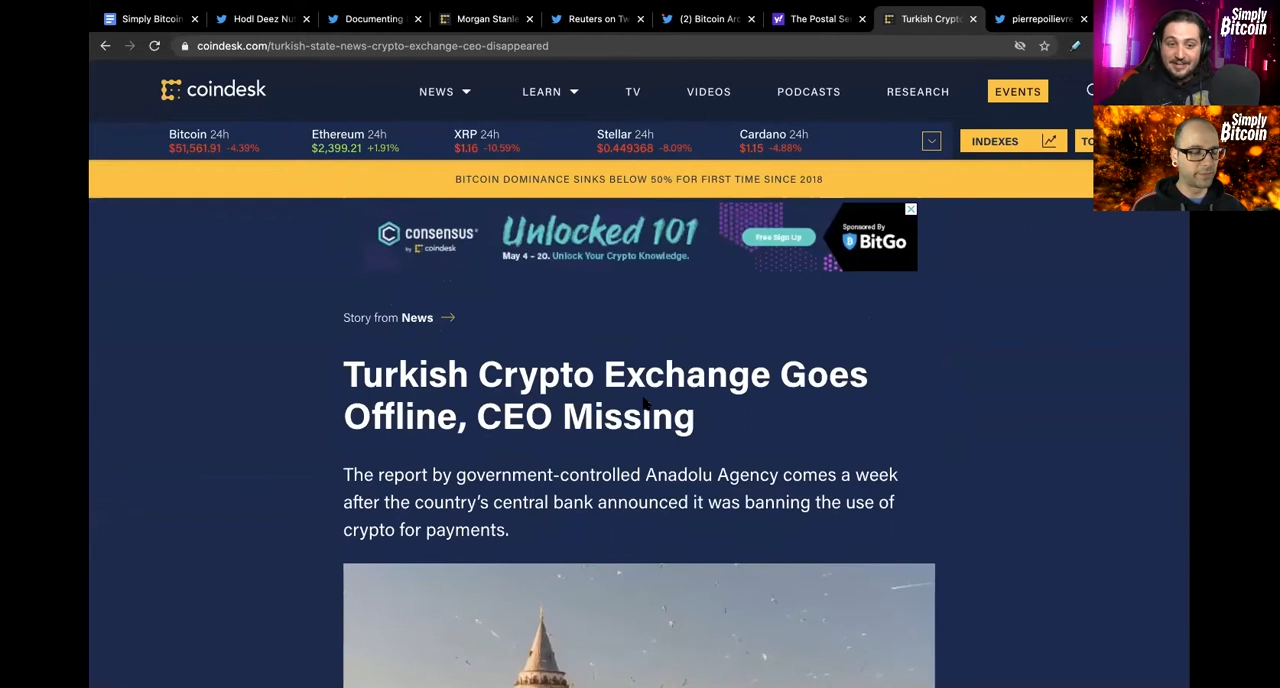 Simply Bitcoin
Hodl Deez Nu
Documenting
Morgan Stanle
Reuters on Tw
(2) Bitcoin Arc
The Postal Se
Turkish Crypto
pierrepoilievre
coindesk.com/turkish-state-news-crypto-exchange-ceo-disappeared
coindesk
NEWS
LEARN
TV
VIDEOS
PODCASTS
RESEARCH
EVENTS
Bitcoin 24h
$51,561.91 -4.39%
Ethereum 24h
$2,399.21 +1.91%
XRP 24h
$1.16 -10.59%
Stellar 24h
$0.449368 -8.09%
Cardano 24h
$1.15 -4.88%
INDEXES
TO
BITCOIN DOMINANCE SINKS BELOW 50% FOR FIRST TIME SINCE 2018
consensus
by coindesk
Unlocked 101
May 4 – 20. Unlock Your Crypto Knowledge.
Free Sign Up
Sponsored By
BitGo
Story from News
Turkish Crypto Exchange Goes
Offline, CEO Missing
The report by government-controlled Anadolu Agency comes a week
after the country's central bank announced it was banning the use of
crypto for payments.
Simply
Bitcoin
Simply
Bitcoin